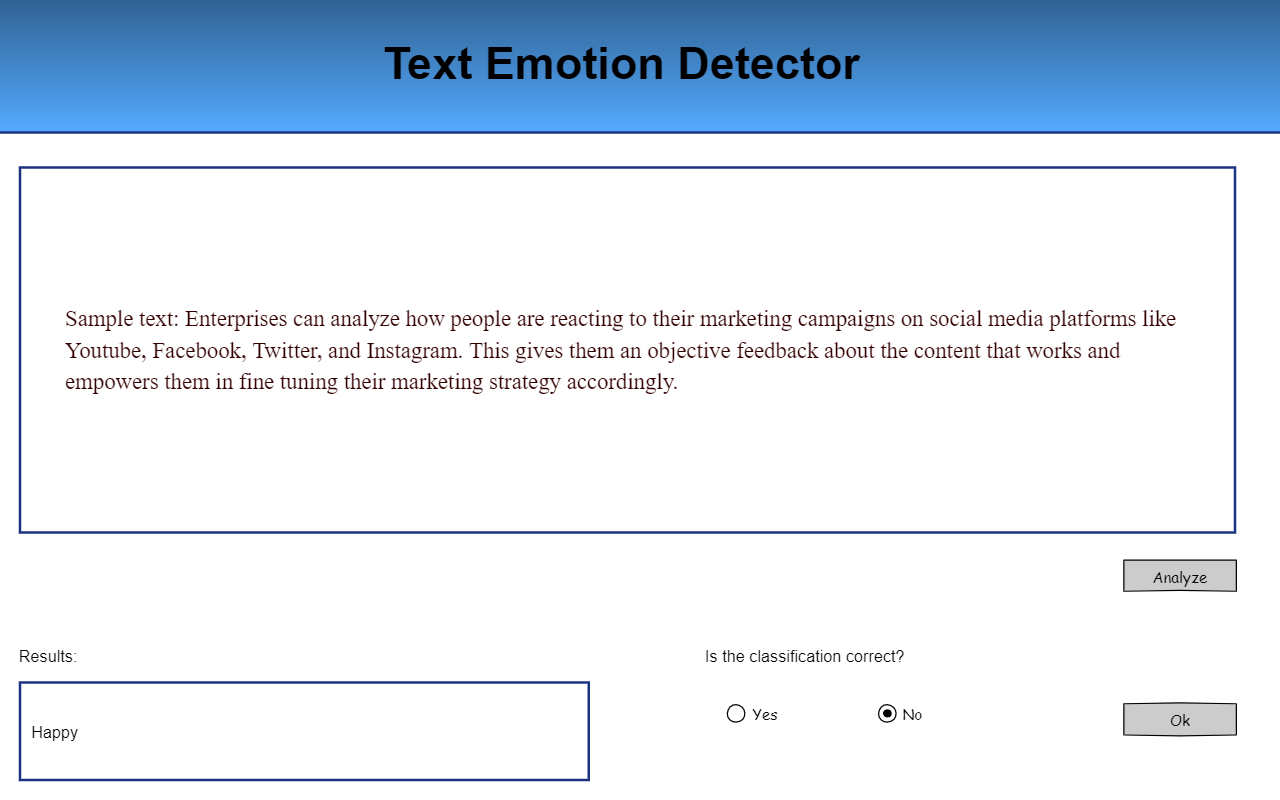 Text Emotion Detector
Sample text: Enterprises can analyze how people are reacting to their marketing campaigns on social media platforms like
Youtube, Facebook, Twitter, and Instagram. This gives them an objective feedback about the content that works and
empowers them in fine tuning their marketing strategy accordingly.
Analyze
Results:
Is the classification correct?
Happy
Yes
No
Ok